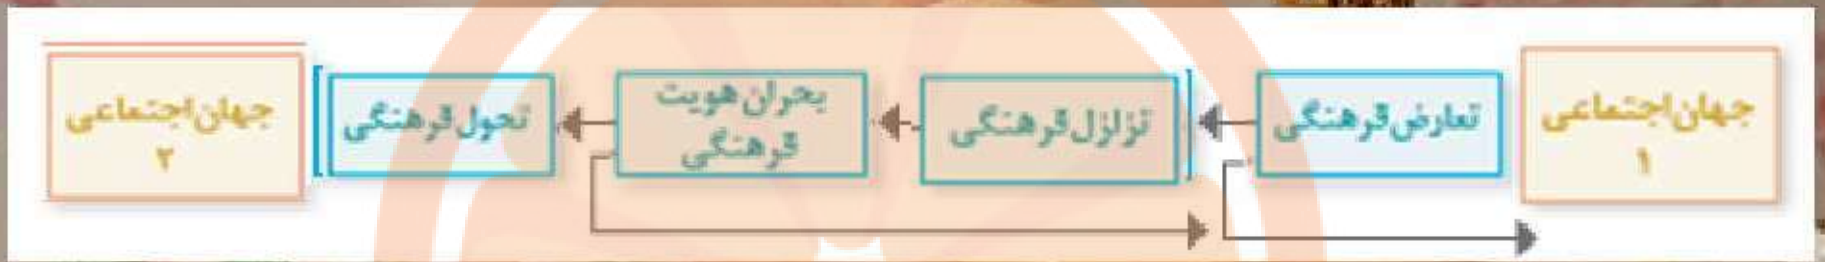 جهان اجتماعی
۱
تعارض فرهنگی
تزلزل فرهنگی
بحران هویت
فرهنگی
تحول فرهنگی
جهان اجتماعی
۲